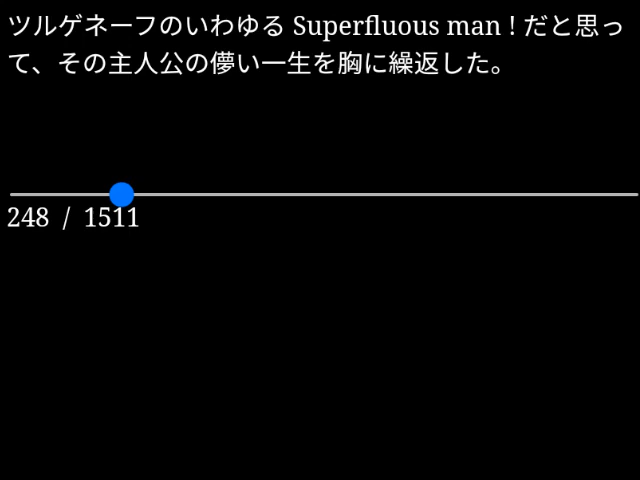 ツルゲネーフのいわゆる Superfluous man ! だと思っ
て、その主人公の儚い一生を胸に繰返した。
248 / 1511